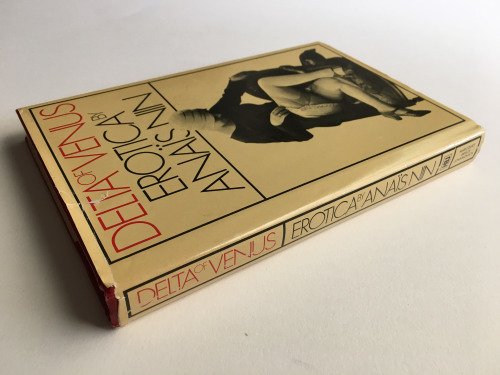 DELTA OF VENUS
EROTICA BY
ANAÏS NIN
DELTA OF VENUS EROTICA BY ANAÏS NIN